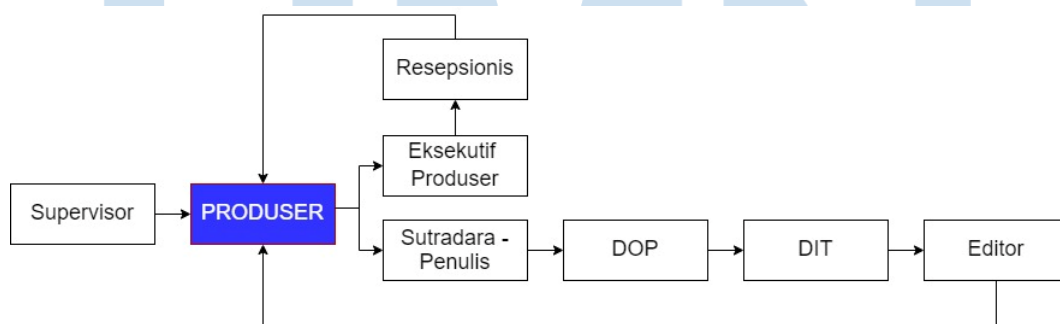 Resepsionis
Eksekutif
Produser
Supervisor
PRODUSER
Sutradara -
Penulis
DOP
DIT
Editor